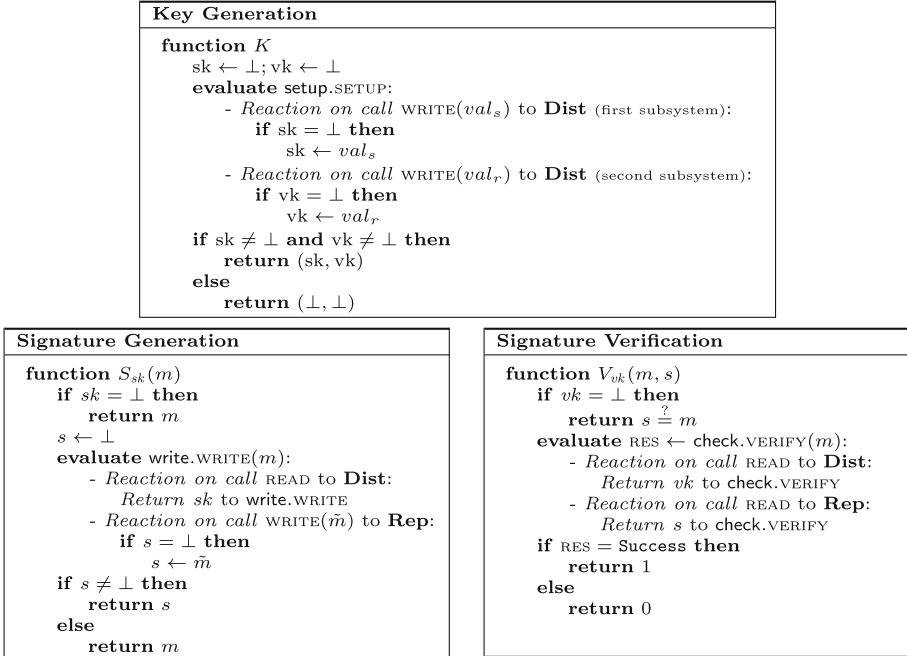 Key Generation
function K
sk ← ⊥; vk ← ⊥
evaluate setup.SETUP:
- Reaction on call WRITE(val_s) to Dist (first subsystem):
if sk = ⊥ then
sk ← val_s
- Reaction on call WRITE(val_r) to Dist (second subsystem):
if vk = ⊥ then
vk ← val_r
if sk ≠ ⊥ and vk ≠ ⊥ then
return (sk, vk)
else
return (⊥, ⊥)
Signature Generation
function S_sk(m)
if sk = ⊥ then
return m
s ← ⊥
evaluate write.WRITE(m):
- Reaction on call READ to Dist:
Return sk to write.WRITE
- Reaction on call WRITE(m̃) to Rep:
if s = ⊥ then
s ← m̃
if s ≠ ⊥ then
return s
else
return m
Signature Verification
function V_vk(m, s)
if vk = ⊥ then
return s ≟ m
evaluate RES ← check.VERIFY(m):
- Reaction on call READ to Dist:
Return vk to check.VERIFY
- Reaction on call READ to Rep:
Return s to check.VERIFY
if RES = Success then
return 1
else
return 0